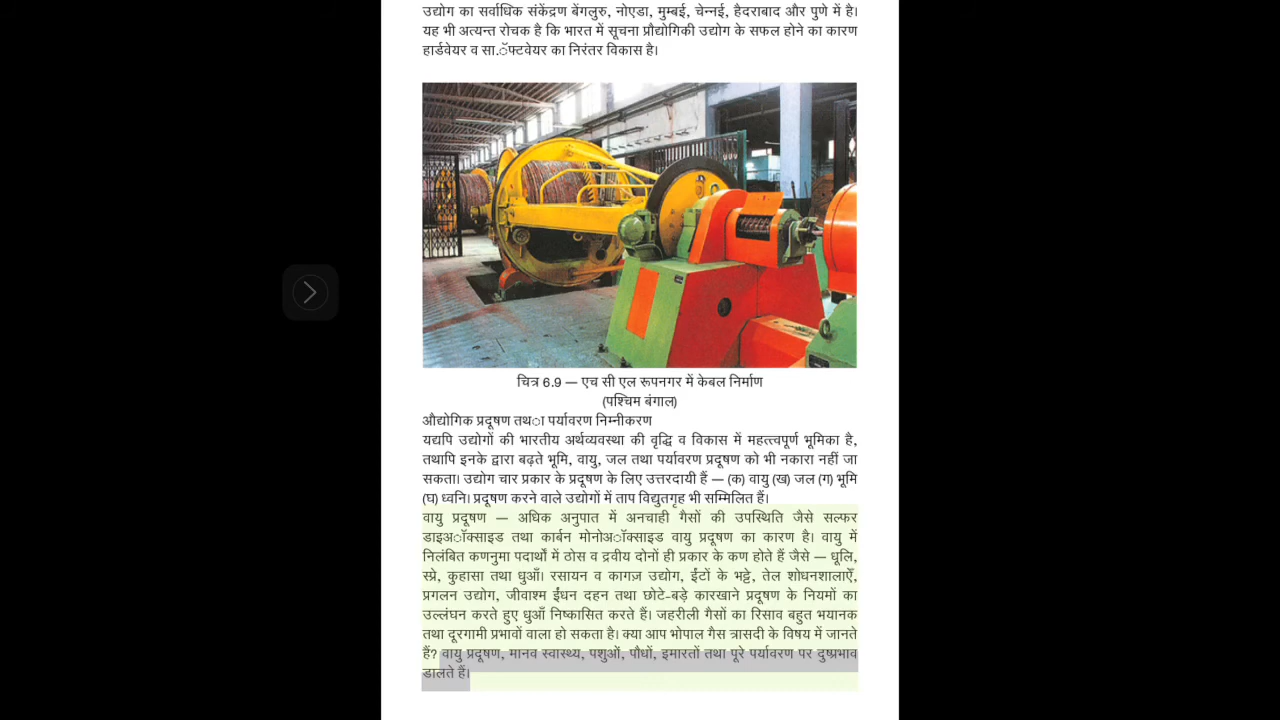 उद्योग का सर्वाधिक संकेंद्रण बेंगलुरु, नोएडा, मुम्बई, चेन्नई, हैदराबाद और पुणे में है।
यह भी अत्यन्त रोचक है कि भारत में सूचना प्रौद्योगिकी उद्योग के सफल होने का कारण
हार्डवेयर व सा.ॅफ्टवेयर का निरंतर विकास है।
चित्र 6.9 — एच सी एल रूपनगर में केबल निर्माण
(पश्चिम बंगाल)
औद्योगिक प्रदूषण तथ◌ा पर्यावरण निम्नीकरण
यद्यपि उद्योगों की भारतीय अर्थव्यवस्था की वृद्धि व विकास में महत्त्वपूर्ण भूमिका है,
तथापि इनके द्वारा बढ़ते भूमि, वायु, जल तथा पर्यावरण प्रदूषण को भी नकारा नहीं जा
सकता। उद्योग चार प्रकार के प्रदूषण के लिए उत्तरदायी हैं — (क) वायु (ख) जल (ग) भूमि
(घ) ध्वनि। प्रदूषण करने वाले उद्योगों में ताप विद्युतगृह भी सम्मिलित हैं।
वायु प्रदूषण — अधिक अनुपात में अनचाही गैसों की उपस्थिति जैसे सल्फर
डाइअ◌ॉक्साइड तथा कार्बन मोनोअ◌ॉक्साइड वायु प्रदूषण का कारण है। वायु में
निलंबित कणनुमा पदार्थों में ठोस व द्रवीय दोनों ही प्रकार के कण होते हैं जैसे — धूलि,
स्प्रे, कुहासा तथा धुआँ। रसायन व कागज़ उद्योग, ईंटों के भट्टे, तेल शोधनशालाएँ,
प्रगलन उद्योग, जीवाश्म ईंधन दहन तथा छोटे-बड़े कारखाने प्रदूषण के नियमों का
उल्लंघन करते हुए धुआँ निष्कासित करते हैं। जहरीली गैसों का रिसाव बहुत भयानक
तथा दूरगामी प्रभावों वाला हो सकता है। क्या आप भोपाल गैस त्रासदी के विषय में जानते
हैं? वायु प्रदूषण, मानव स्वास्थ्य, पशुओं, पौधों, इमारतों तथा पूरे पर्यावरण पर दुष्प्रभाव
डालते हैं।